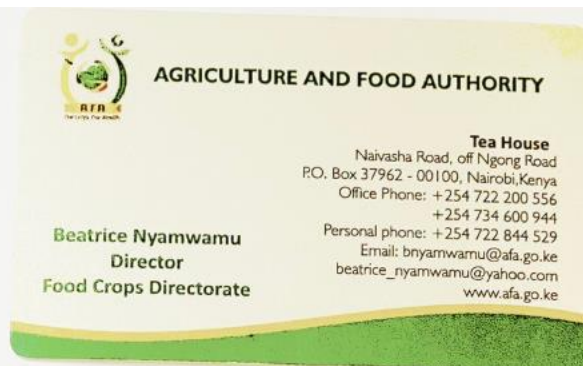 AFA
AGRICULTURE AND FOOD AUTHORITY
Tea House
Naivasha Road, off Ngong Road
P.O. Box 37962 - 00100, Nairobi,Kenya
Office Phone: +254 722 200 556
+254 734 600 944
Personal phone: +254 722 844 529
Email: bnyamwamu@afa.go.ke
beatrice_nyamwamu@yahoo.com
www.afa.go.ke
Beatrice Nyamwamu
Director
Food Crops Directorate